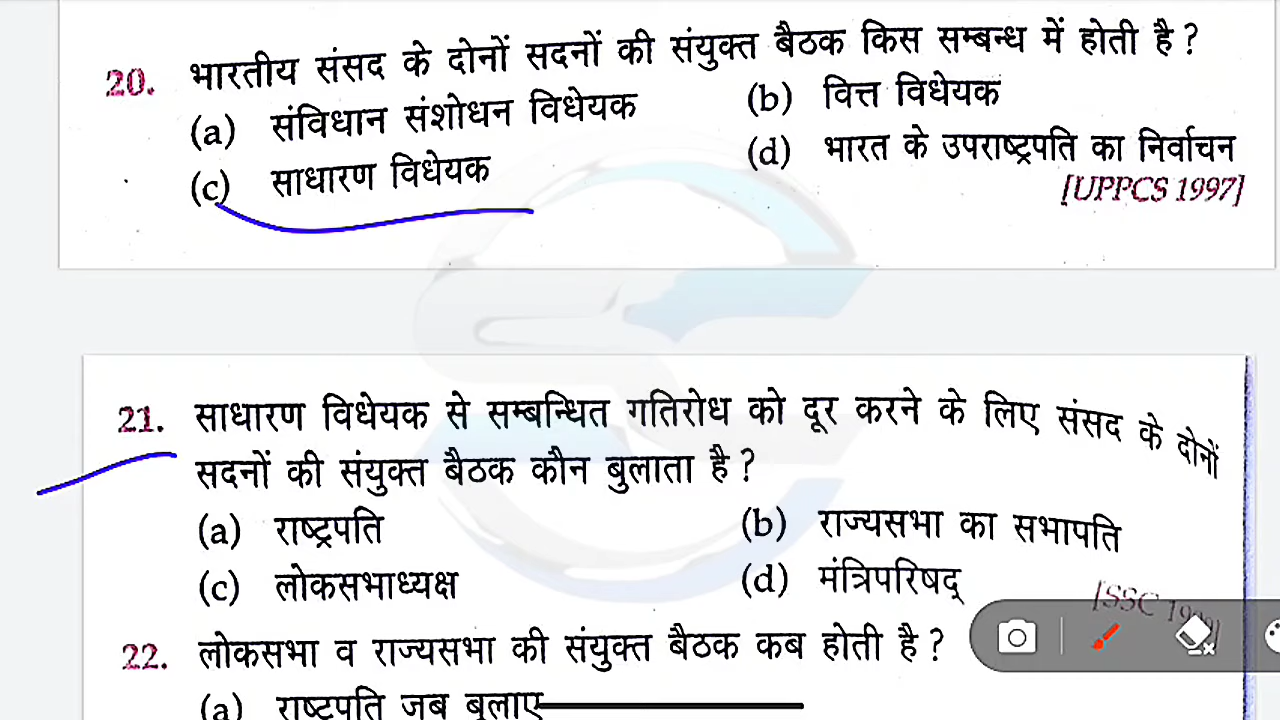 20. भारतीय संसद के दोनों सदनों की संयुक्त बैठक किस सम्बन्ध में होती है ?
(a) संविधान संशोधन विधेयक (b) वित्त विधेयक
(c) साधारण विधेयक (d) भारत के उपराष्ट्रपति का निर्वाचन
[UPPCS 1997]
21. साधारण विधेयक से सम्बन्धित गतिरोध को दूर करने के लिए संसद के दोनों
सदनों की संयुक्त बैठक कौन बुलाता है ?
(a) राष्ट्रपति (b) राज्यसभा का सभापति
(c) लोकसभाध्यक्ष (d) मंत्रिपरिषद्
[SSC
22. लोकसभा व राज्यसभा की संयुक्त बैठक कब होती है ?
(a) राष्ट्रपति जब बुलाए